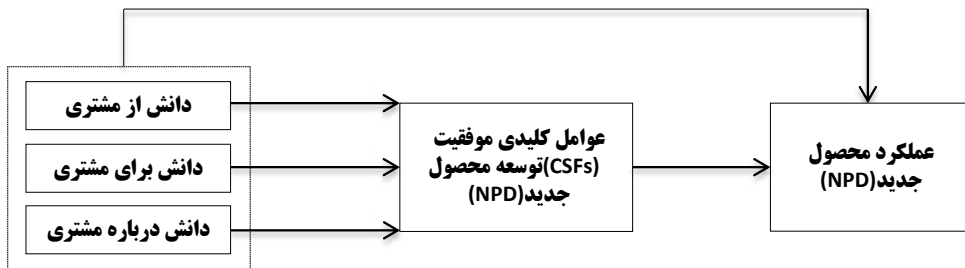 دانش از مشتری
دانش برای مشتری
دانش درباره مشتری
عوامل کلیدی موفقیت
(CSFs)توسعه محصول
جدید(NPD)
عملکرد محصول
جدید(NPD)